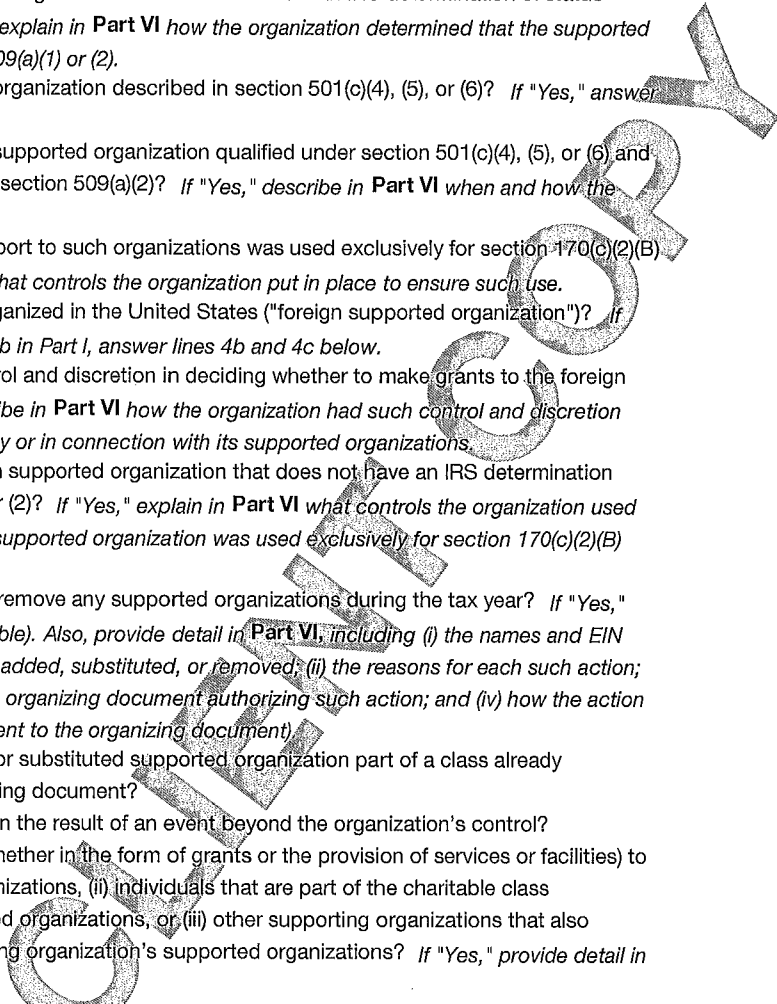 explain in Part VI how the organization determined that the supported
09(a)(1) or (2).
organization described in section 501(c)(4), (5), or (6)? If "Yes," answer
supported organization qualified under section 501(c)(4), (5), or (6) and
section 509(a)(2)? If "Yes," describe in Part VI when and how the
port to such organizations was used exclusively for section 170(c)(2)(B)
hat controls the organization put in place to ensure such use.
ganized in the United States ("foreign supported organization")? If
b in Part I, answer lines 4b and 4c below.
ol and discretion in deciding whether to make grants to the foreign
ibe in Part VI how the organization had such control and discretion
y or in connection with its supported organizations.
supported organization that does not have an IRS determination
(2)? If "Yes," explain in Part VI what controls the organization used
supported organization was used exclusively for section 170(c)(2)(B)
remove any supported organizations during the tax year? If "Yes,"
ble). Also, provide detail in Part VI, including (i) the names and EIN
added, substituted, or removed; (ii) the reasons for each such action;
organizing document authorizing such action; and (iv) how the action
ent to the organizing document).
or substituted supported organization part of a class already
ing document?
n the result of an event beyond the organization's control?
hether in the form of grants or the provision of services or facilities) to
nizations, (ii) individuals that are part of the charitable class
d organizations, or (iii) other supporting organizations that also
ng organization's supported organizations? If "Yes," provide detail in
CLIENT COPY